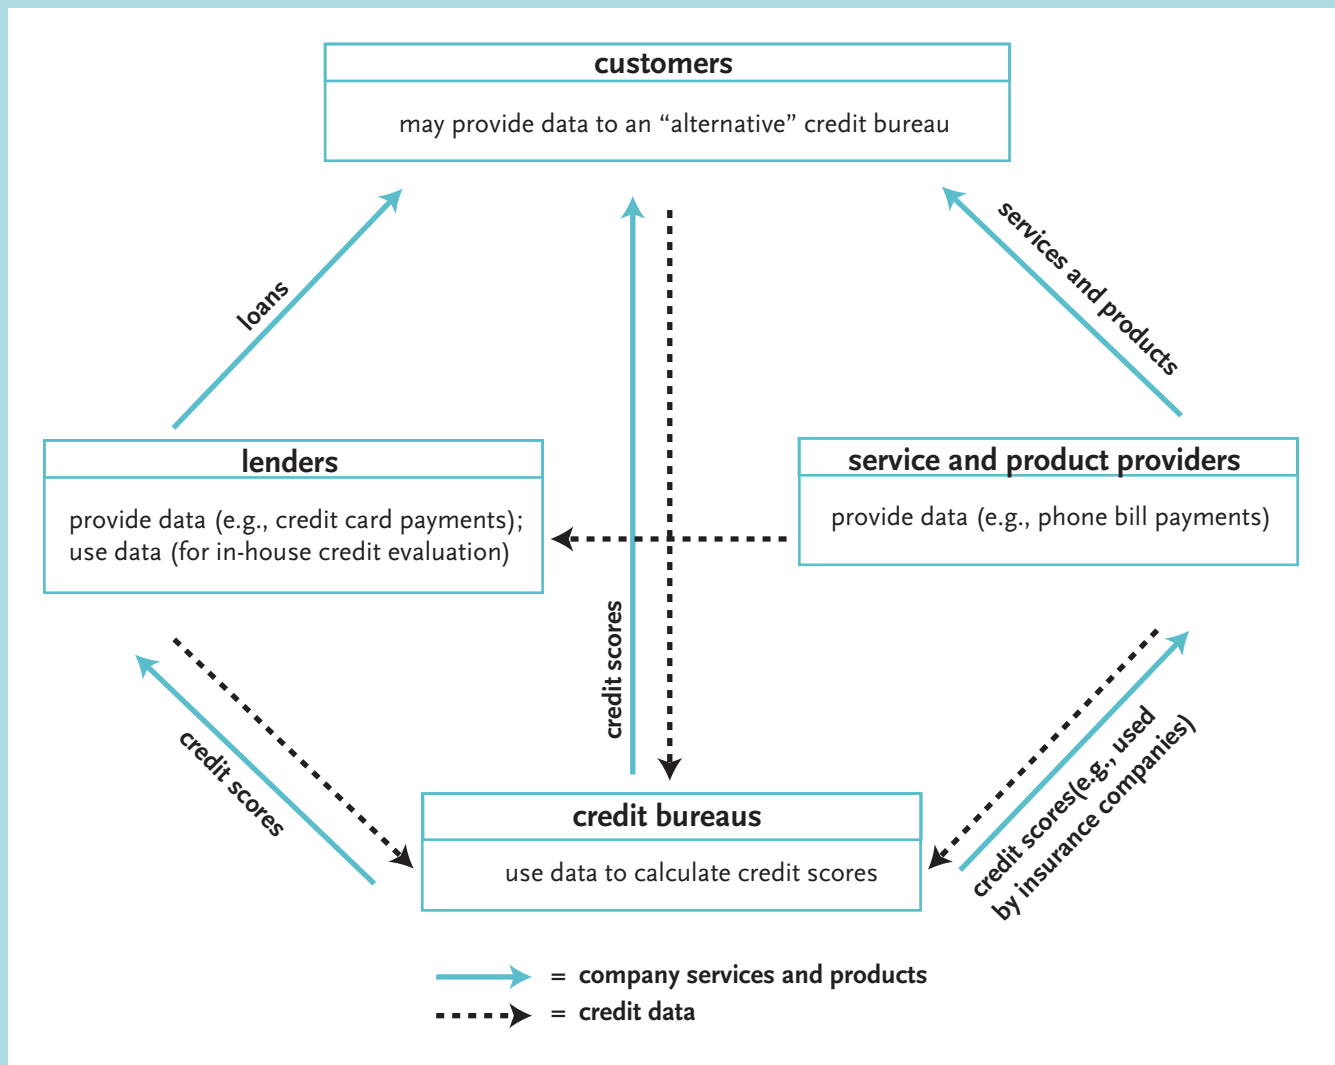 customers
may provide data to an “alternative” credit bureau
loans
services and products
lenders
provide data (e.g., credit card payments);
use data (for in-house credit evaluation)
service and product providers
provide data (e.g., phone bill payments)
credit scores
credit scores
credit scores(e.g., used
by insurance companies)
credit bureaus
use data to calculate credit scores
= company services and products
= credit data